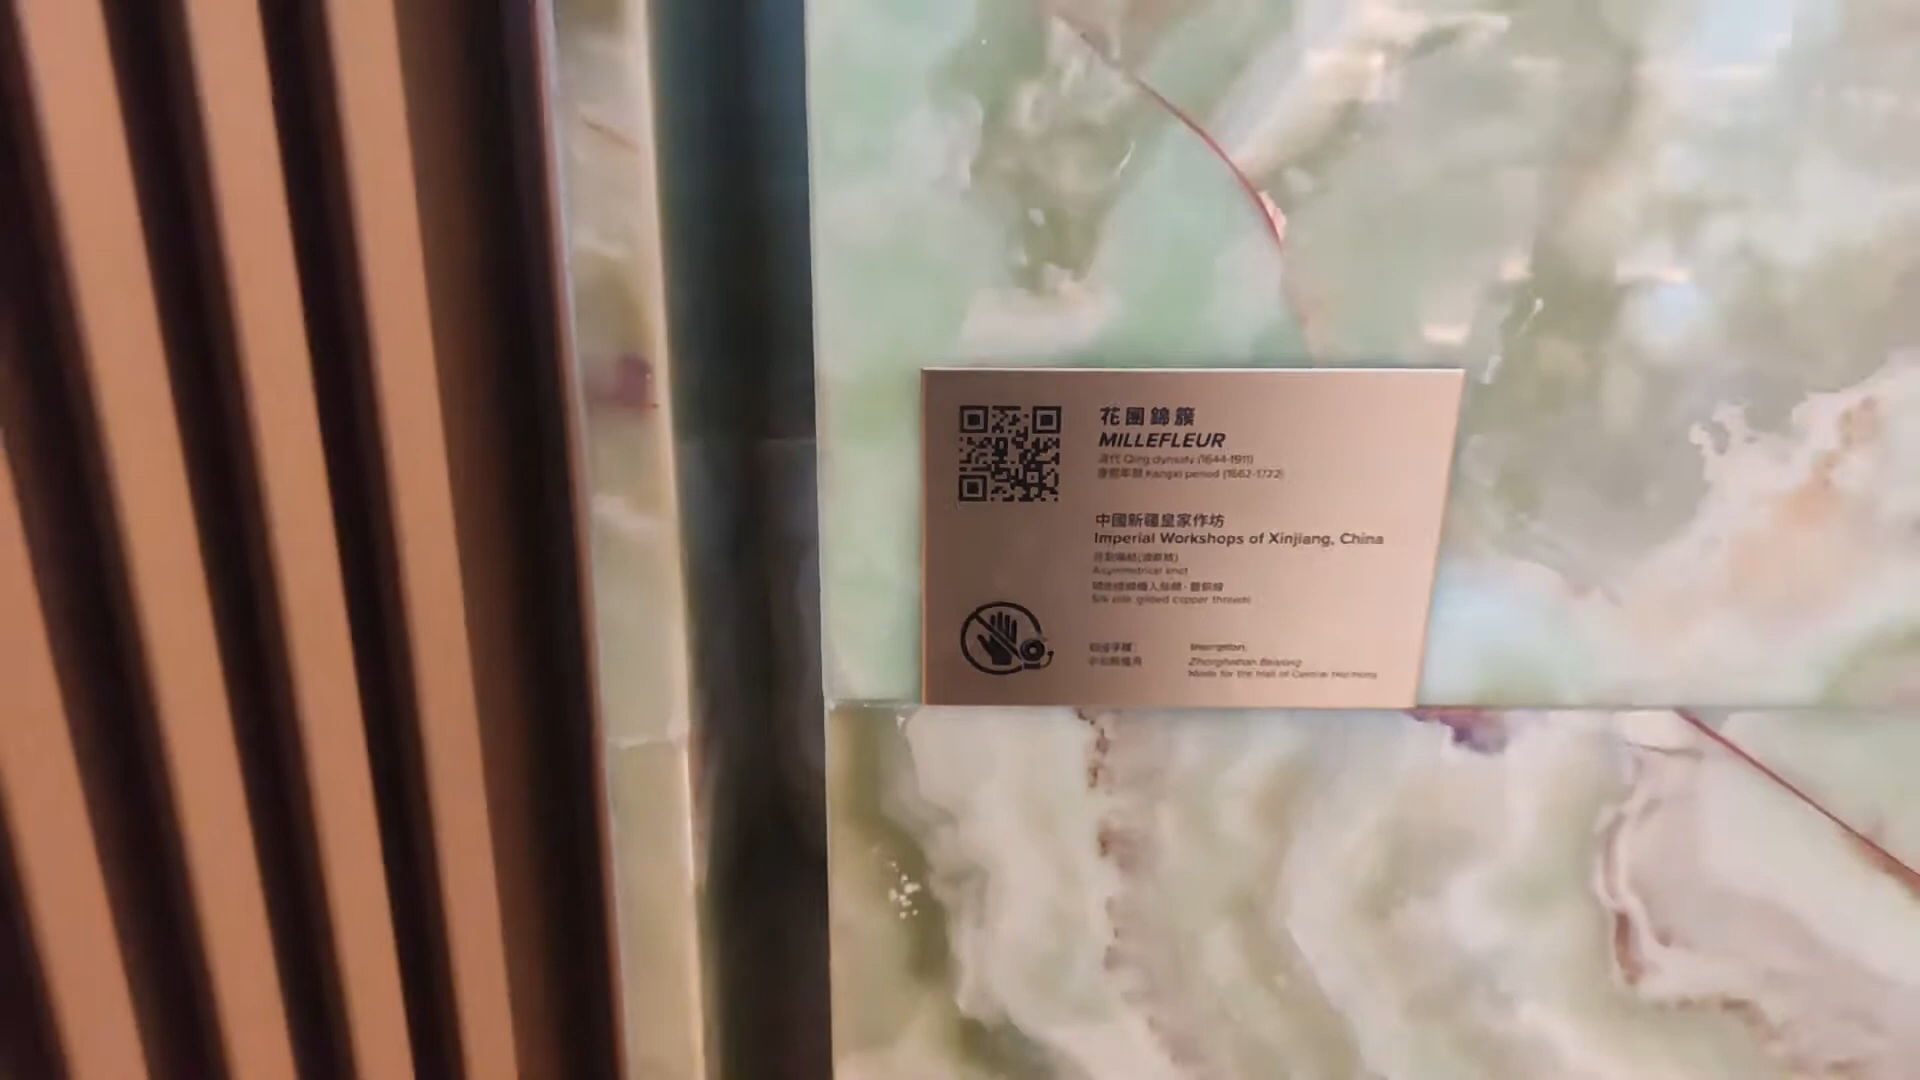 花團錦簇
MILLEFLEUR
清代 Qing dynasty (1644-1911)
康熙年間 Kangxi period (1662-1722)
中國新疆皇家作坊
Imperial Workshops of Xinjiang, China
Asymmetrical knot
Silk pile, gilded copper threads
Inscription:
Zhonghedian Beiyong
Made for the Hall of Central Harmony